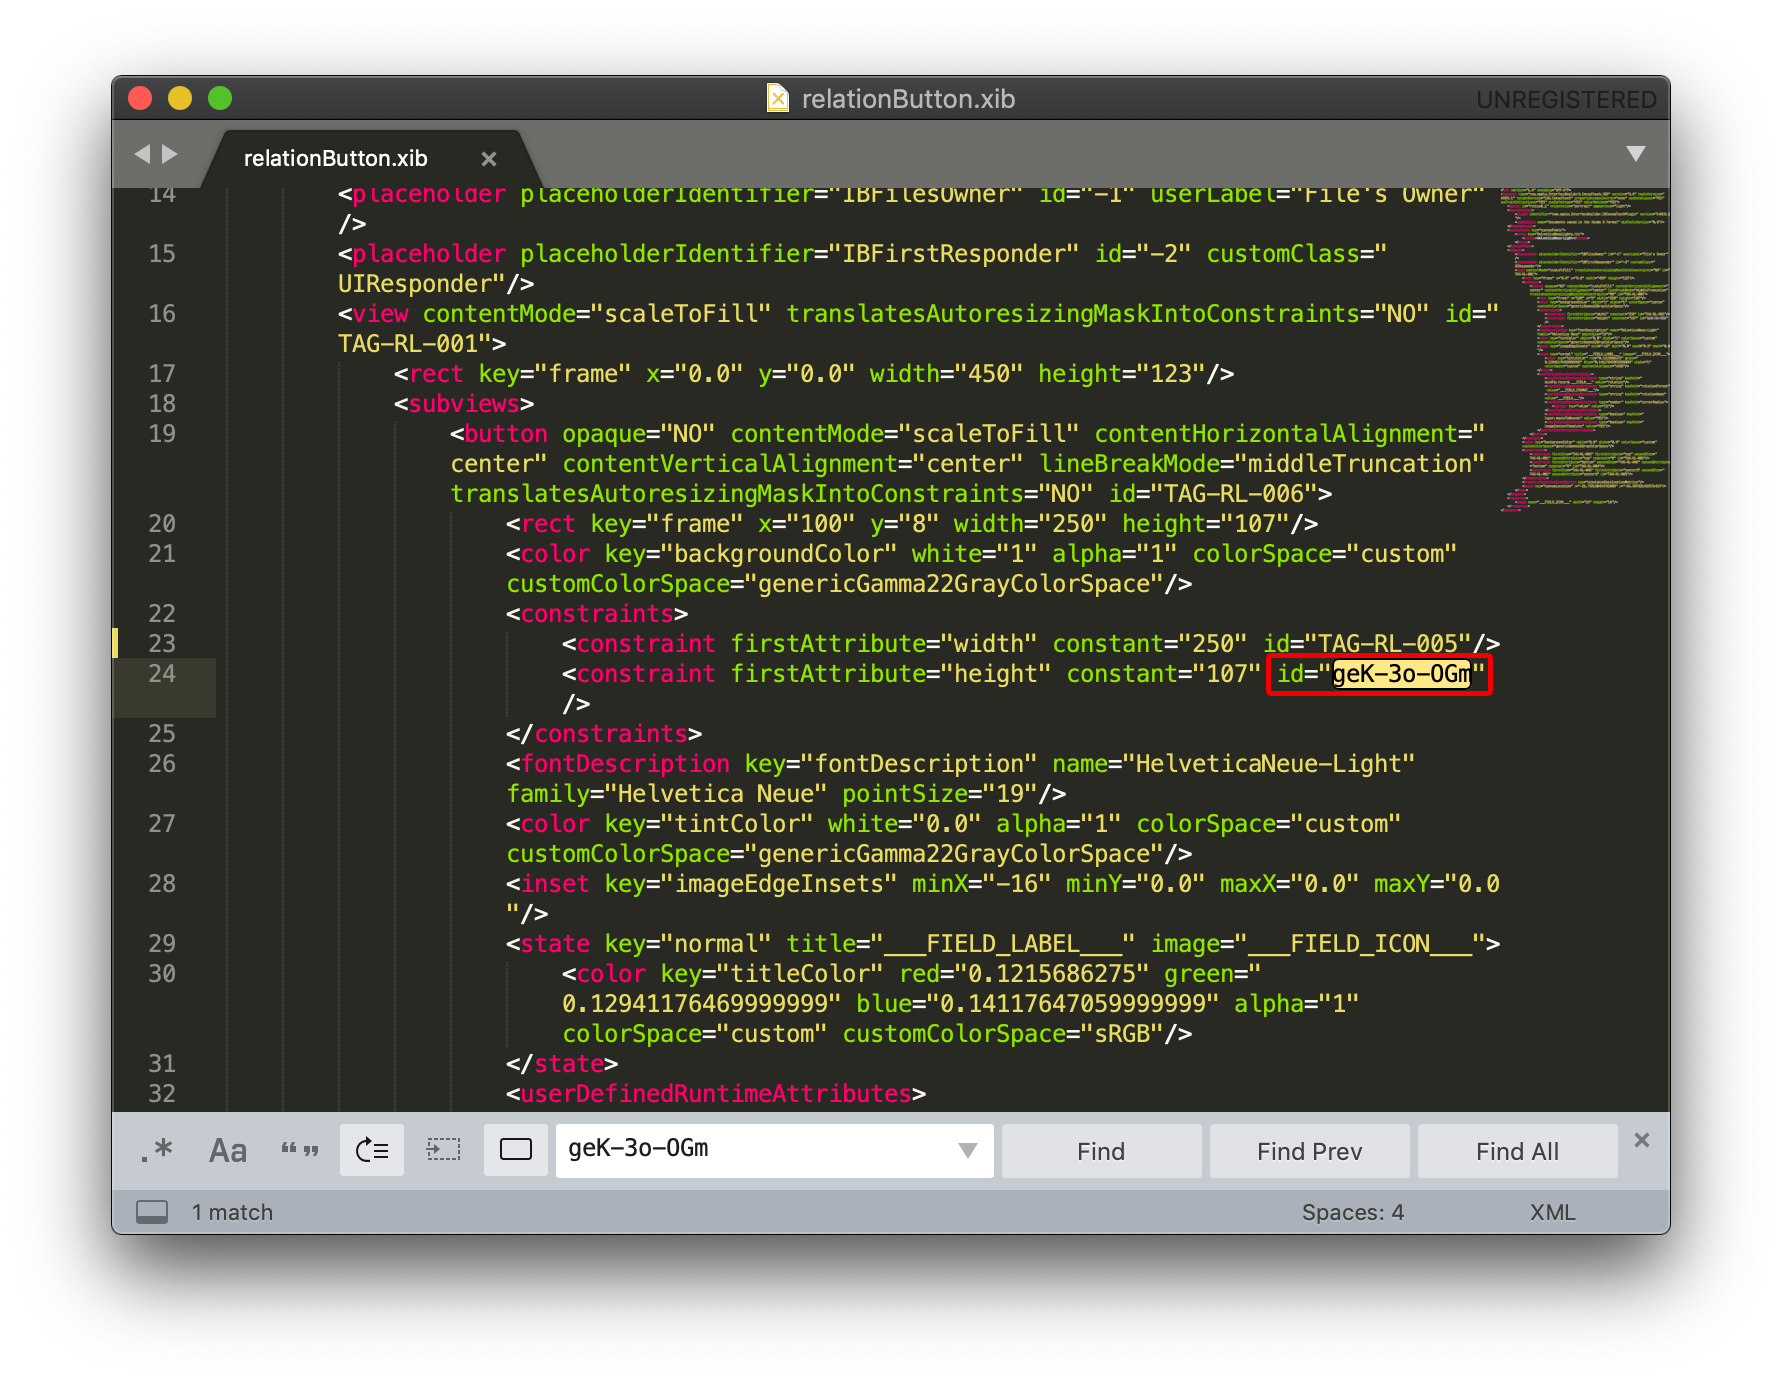 relationButton.xib
UNREGISTERED
relationButton.xib ×
14 <placeholder placeholderIdentifier="IBFilesOwner" id="-1" userLabel="File's Owner"
/>
15 <placeholder placeholderIdentifier="IBFirstResponder" id="-2" customClass="
UIResponder"/>
16 <view contentMode="scaleToFill" translatesAutoresizingMaskIntoConstraints="NO" id="
TAG-RL-001">
17 <rect key="frame" x="0.0" y="0.0" width="450" height="123"/>
18 <subviews>
19 <button opaque="NO" contentMode="scaleToFill" contentHorizontalAlignment="
center" contentVerticalAlignment="center" lineBreakMode="middleTruncation"
translatesAutoresizingMaskIntoConstraints="NO" id="TAG-RL-006">
20 <rect key="frame" x="100" y="8" width="250" height="107"/>
21 <color key="backgroundColor" white="1" alpha="1" colorSpace="custom"
customColorSpace="genericGamma22GrayColorSpace"/>
22 <constraints>
23 <constraint firstAttribute="width" constant="250" id="TAG-RL-005"/>
24 <constraint firstAttribute="height" constant="107" id="geK-3o-OGm"
/>
25 </constraints>
26 <fontDescription key="fontDescription" name="HelveticaNeue-Light"
family="Helvetica Neue" pointSize="19"/>
27 <color key="tintColor" white="0.0" alpha="1" colorSpace="custom"
customColorSpace="genericGamma22GrayColorSpace"/>
28 <inset key="imageEdgeInsets" minX="-16" minY="0.0" maxX="0.0" maxY="0.0
"/>
29 <state key="normal" title="___FIELD_LABEL___" image="___FIELD_ICON___">
30 <color key="titleColor" red="0.1215686275" green="
0.12941176469999999" blue="0.14117647059999999" alpha="1"
colorSpace="custom" customColorSpace="sRGB"/>
31 </state>
32 <userDefinedRuntimeAttributes>
.* Aa “” geK-3o-OGm Find Find Prev Find All ×
1 match Spaces: 4 XML